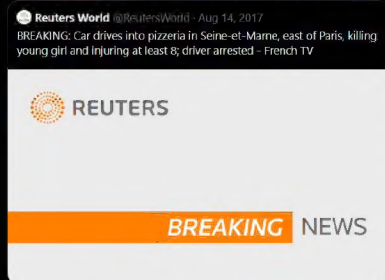 Reuters World @ReutersWorld · Aug 14, 2017
BREAKING: Car drives into pizzeria in Seine-et-Marne, east of Paris, killing
young girl and injuring at least 8; driver arrested – French TV
REUTERS
BREAKING NEWS